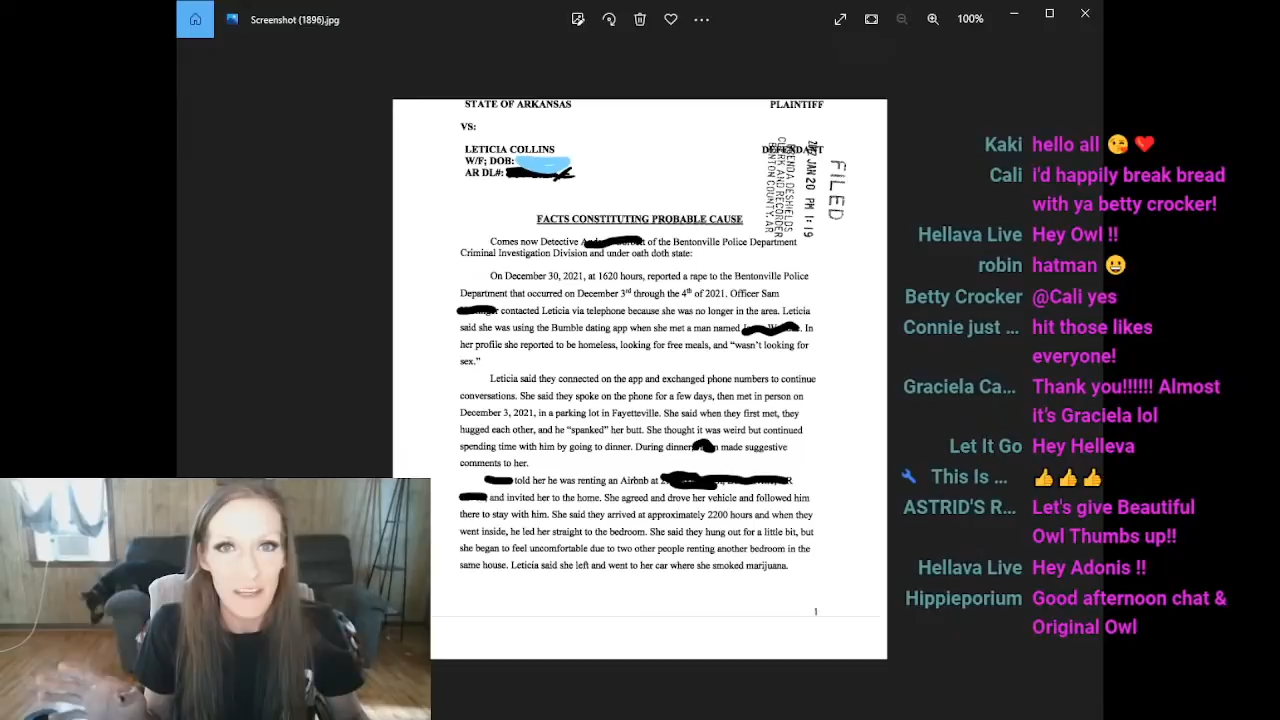 Screenshot (1896).jpg
100%
STATE OF ARKANSAS PLAINTIFF
VS:
LETICIA COLLINS DEFENDANT
W/F; DOB:
AR DL#:
FILED
JAN 20 PM 1:19
CLERK AND RECORDER
BENTON COUNTY, AR
FACTS CONSTITUTING PROBABLE CAUSE
Comes now Detective of the Bentonville Police Department
Criminal Investigation Division and under oath doth state:
On December 30, 2021, at 1620 hours, reported a rape to the Bentonville Police
Department that occurred on December 3rd through the 4th of 2021. Officer Sam
contacted Leticia via telephone because she was no longer in the area. Leticia
said she was using the Bumble dating app when she met a man named . In
her profile she reported to be homeless, looking for free meals, and “wasn’t looking for
sex.”
Leticia said they connected on the app and exchanged phone numbers to continue
conversations. She said they spoke on the phone for a few days, then met in person on
December 3, 2021, in a parking lot in Fayetteville. She said when they first met, they
hugged each other, and he “spanked” her butt. She thought it was weird but continued
spending time with him by going to dinner. During dinner made suggestive
comments to her.
told her he was renting an Airbnb at
and invited her to the home. She agreed and drove her vehicle and followed him
there to stay with him. She said they arrived at approximately 2200 hours and when they
went inside, he led her straight to the bedroom. She said they hung out for a little bit, but
she began to feel uncomfortable due to two other people renting another bedroom in the
same house. Leticia said she left and went to her car where she smoked marijuana.
1
Kaki hello all 😘 ❤️
Cali i'd happily break bread
with ya betty crocker!
Hellava Live Hey Owl !!
robin hatman 😀
Betty Crocker @Cali yes
Connie just ... hit those likes
everyone!
Graciela Ca... Thank you!!!!!! Almost
it's Graciela lol
Let It Go Hey Helleva
This Is ... 👍👍👍
ASTRID'S R... Let's give Beautiful
Owl Thumbs up!!
Hellava Live Hey Adonis !!
Hippieporium Good afternoon chat &
Original Owl